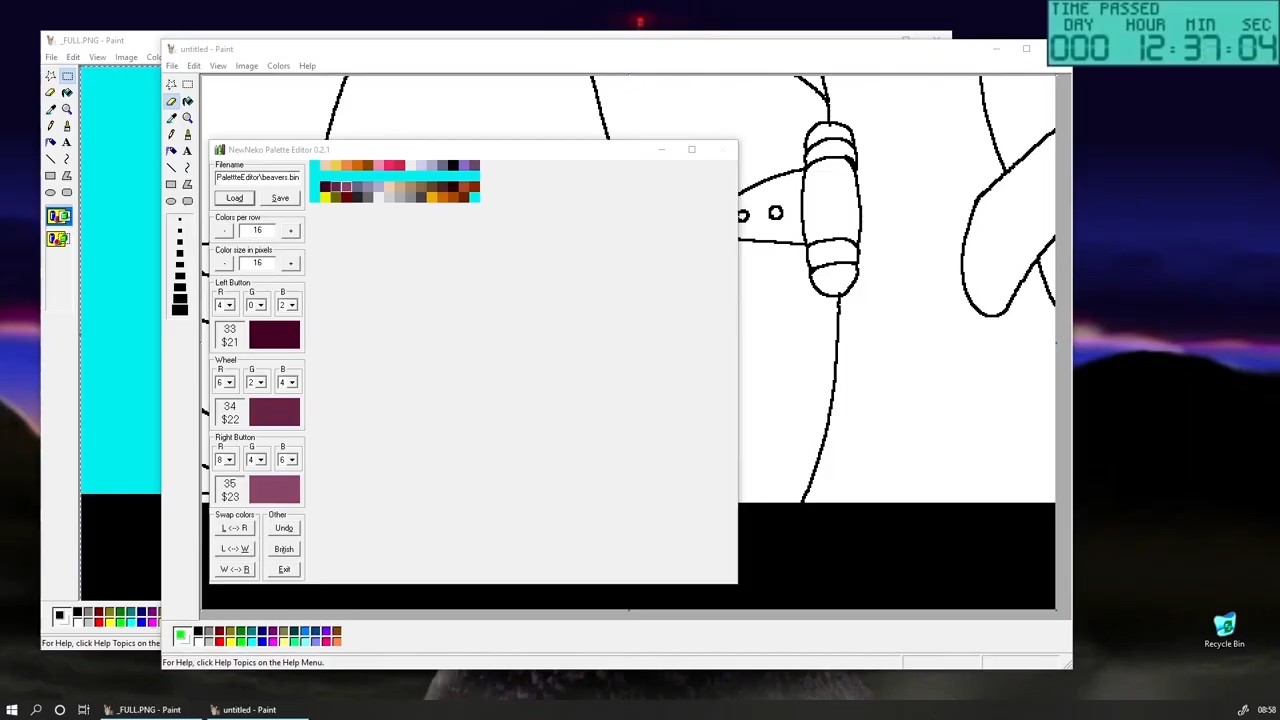 TIME PASSED
DAY HOUR MIN SEC
000 12:37:04
_FULL.PNG - Paint
File Edit View Image Colo
untitled - Paint
File Edit View Image Colors Help
NewNeko Palette Editor 0.2.1
Filename
PaletteEditor\beavers.bin
Load Save
Colors per row
- 16 +
Color size in pixels
- 16 +
Left Button
R G B
4 0 2
33
$21
Wheel
R G B
6 2 4
34
$22
Right Button
R G B
8 4 6
35
$23
Swap colors Other
L <-> R Undo
L <-> W British
W <-> R Exit
For Help, click Help Topics on the
For Help, click Help Topics on the Help Menu.
Recycle Bin
_FULL.PNG - Paint untitled - Paint 08:58